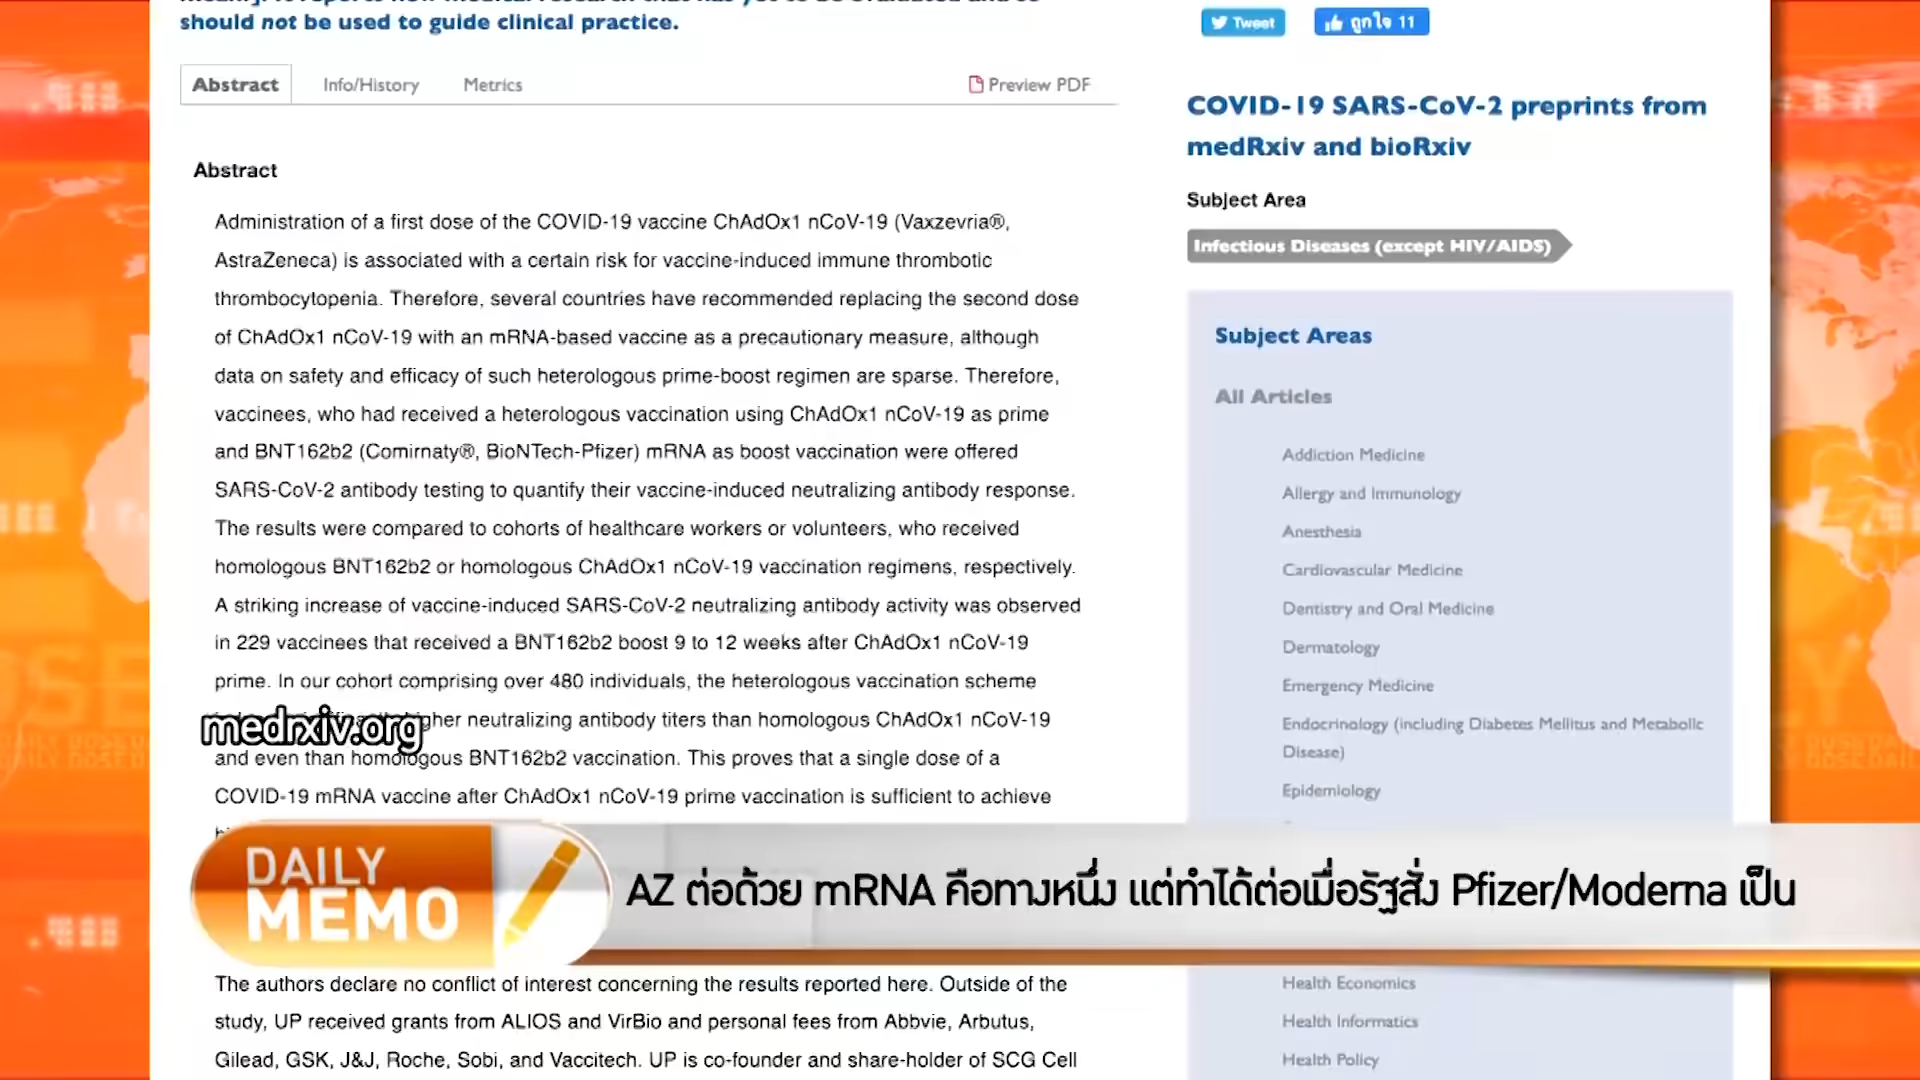 should not be used to guide clinical practice.
Tweet
ถูกใจ 11
Abstract
Info/History
Metrics
Preview PDF
COVID-19 SARS-CoV-2 preprints from
medRxiv and bioRxiv
Abstract
Subject Area
Infectious Diseases (except HIV/AIDS)
Administration of a first dose of the COVID-19 vaccine ChAdOx1 nCoV-19 (Vaxzevria®,
AstraZeneca) is associated with a certain risk for vaccine-induced immune thrombotic
thrombocytopenia. Therefore, several countries have recommended replacing the second dose
of ChAdOx1 nCoV-19 with an mRNA-based vaccine as a precautionary measure, although
data on safety and efficacy of such heterologous prime-boost regimen are sparse. Therefore,
vaccinees, who had received a heterologous vaccination using ChAdOx1 nCoV-19 as prime
and BNT162b2 (Comirnaty®, BioNTech-Pfizer) mRNA as boost vaccination were offered
SARS-CoV-2 antibody testing to quantify their vaccine-induced neutralizing antibody response.
The results were compared to cohorts of healthcare workers or volunteers, who received
homologous BNT162b2 or homologous ChAdOx1 nCoV-19 vaccination regimens, respectively.
A striking increase of vaccine-induced SARS-CoV-2 neutralizing antibody activity was observed
in 229 vaccinees that received a BNT162b2 boost 9 to 12 weeks after ChAdOx1 nCoV-19
prime. In our cohort comprising over 480 individuals, the heterologous vaccination scheme
higher neutralizing antibody titers than homologous ChAdOx1 nCoV-19
medrxiv.org
and even than homologous BNT162b2 vaccination. This proves that a single dose of a
COVID-19 mRNA vaccine after ChAdOx1 nCoV-19 prime vaccination is sufficient to achieve
Subject Areas
All Articles
Addiction Medicine
Allergy and Immunology
Anesthesia
Cardiovascular Medicine
Dentistry and Oral Medicine
Dermatology
Emergency Medicine
Endocrinology (including Diabetes Mellitus and Metabolic
Disease)
Epidemiology
DAILY
MEMO
AZ ต่อด้วย mRNA คือทางหนึ่ง แต่ทำได้ต่อเมื่อรัฐสั่ง Pfizer/Moderna เป็น
The authors declare no conflict of interest concerning the results reported here. Outside of the
study, UP received grants from ALIOS and VirBio and personal fees from Abbvie, Arbutus,
Gilead, GSK, J&J, Roche, Sobi, and Vaccitech. UP is co-founder and share-holder of SCG Cell
Health Economics
Health Informatics
Health Policy